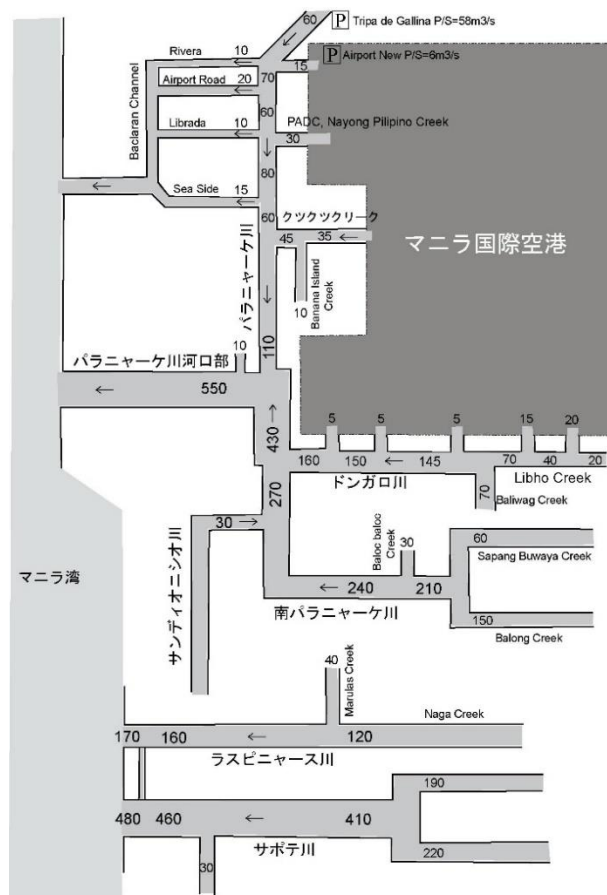 60
P Tripa de Gallina P/S=58m3/s
Rivera
10
P Airport New P/S=6m3/s
15
Airport Road
20
70
Baclaran Channel
60
Librada
10
PADC, Nayong Pilipino Creek
30
80
Sea Side
15
60
クツクツクリーク
45
35
マニラ国際空港
パラニャーケ川
Banana Island
Creek
10
110
パラニャーケ川河口部
10
550
430
5
5
5
15
20
160
150
145
70
40
20
ドンガロ川
Libho Creek
270
70
Baliwag Creek
30
サンディオニシオ川
Baloc baloc
Creek
30
60
Sapang Buwaya Creek
マニラ湾
240
210
南パラニャーケ川
150
Balong Creek
40
Marulas Creek
Naga Creek
170
160
120
ラスピニャース川
190
480
460
410
サポテ川
220
30